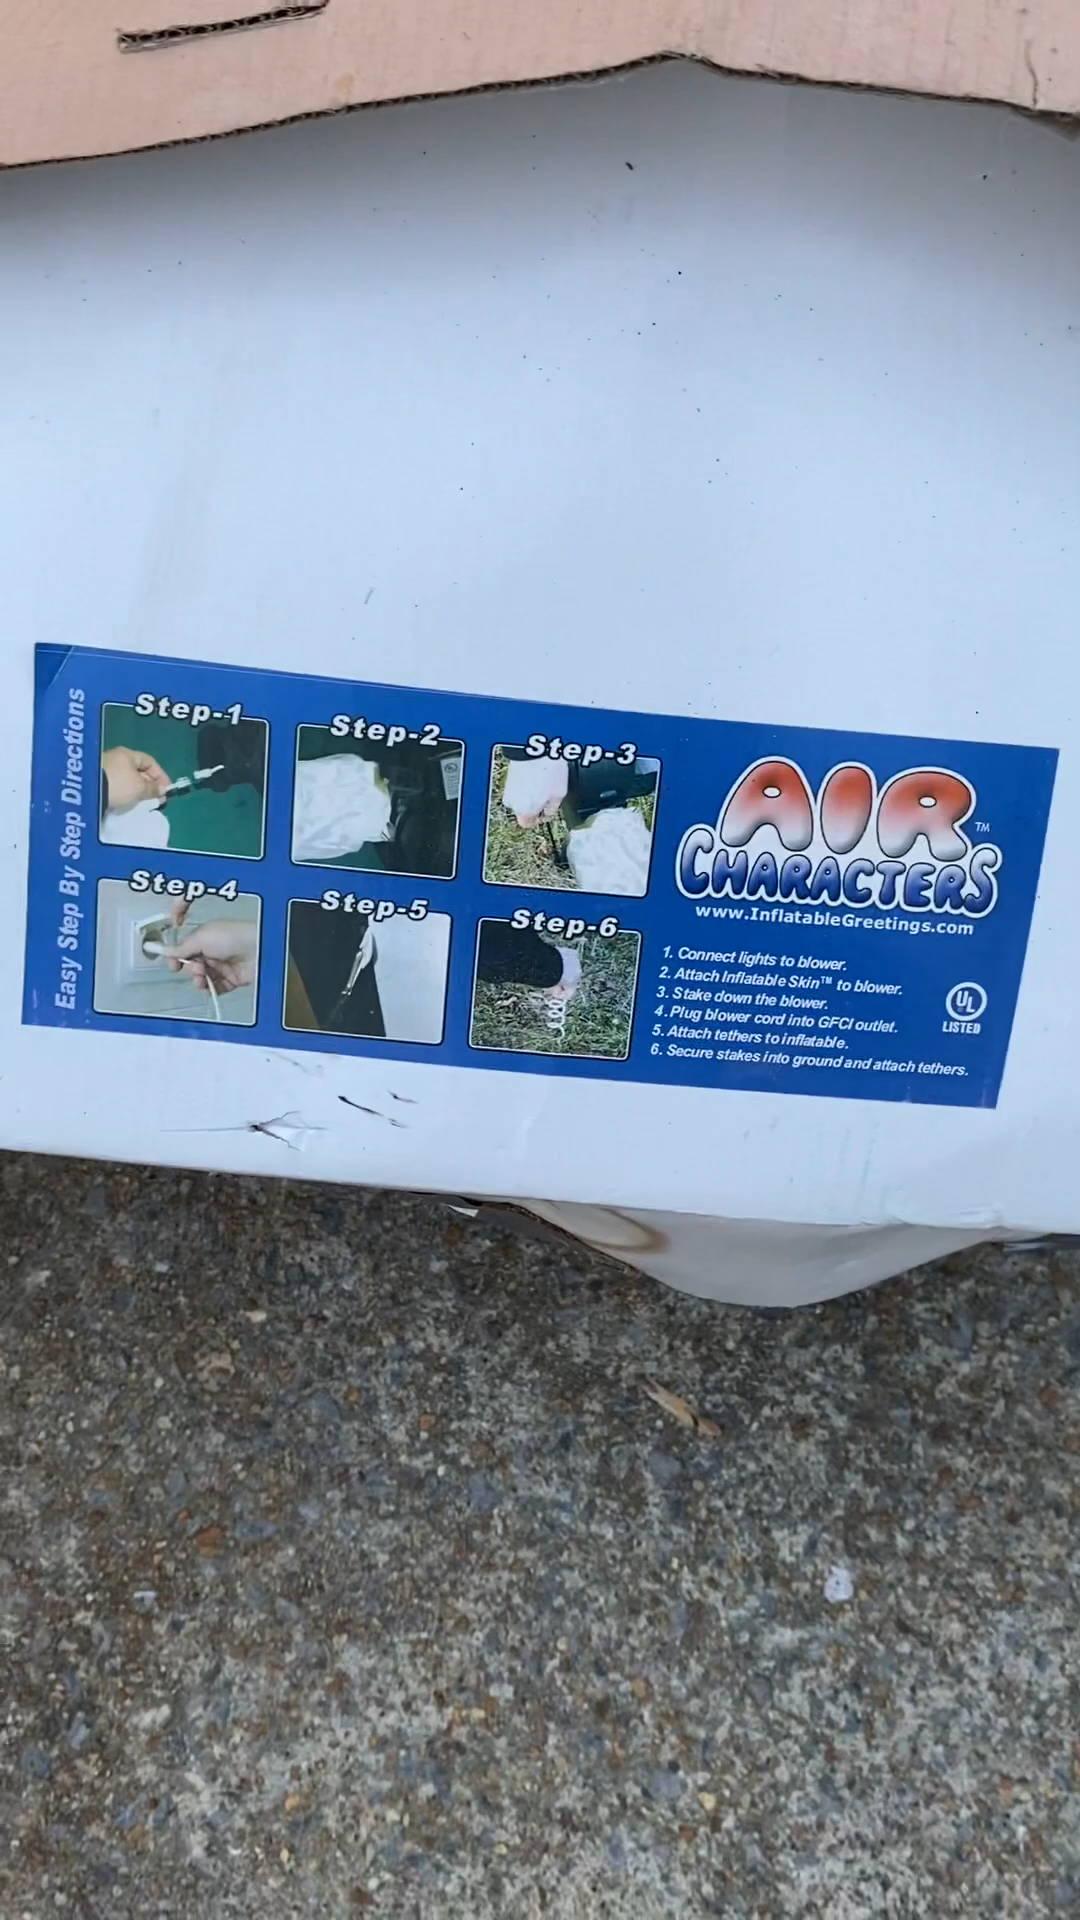 Easy Step By Step Directions
Step-1
Step-2
Step-3
Step-4
Step-5
Step-6
AIR
CHARACTERS™
www.InflatableGreetings.com
1. Connect lights to blower.
2. Attach Inflatable Skin™ to blower.
3. Stake down the blower.
4. Plug blower cord into GFCI outlet.
5. Attach tethers to inflatable.
6. Secure stakes into ground and attach tethers.
UL
LISTED